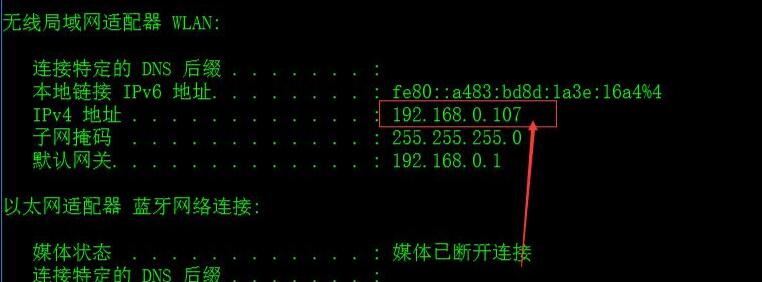 无线局域网适配器 WLAN:
连接特定的 DNS 后缀 . . . . . . . :
本地链接 IPv6 地址. . . . . . . . : fe80::a483:bd8d:1a3e:16a4%4
IPv4 地址 . . . . . . . . . . . . : 192.168.0.107
子网掩码 . . . . . . . . . . . . : 255.255.255.0
默认网关. . . . . . . . . . . . . : 192.168.0.1
以太网适配器 蓝牙网络连接:
媒体状态 . . . . . . . . . . . . : 媒体已断开连接
连接特定的 DNS 后缀 . . . . . . . :